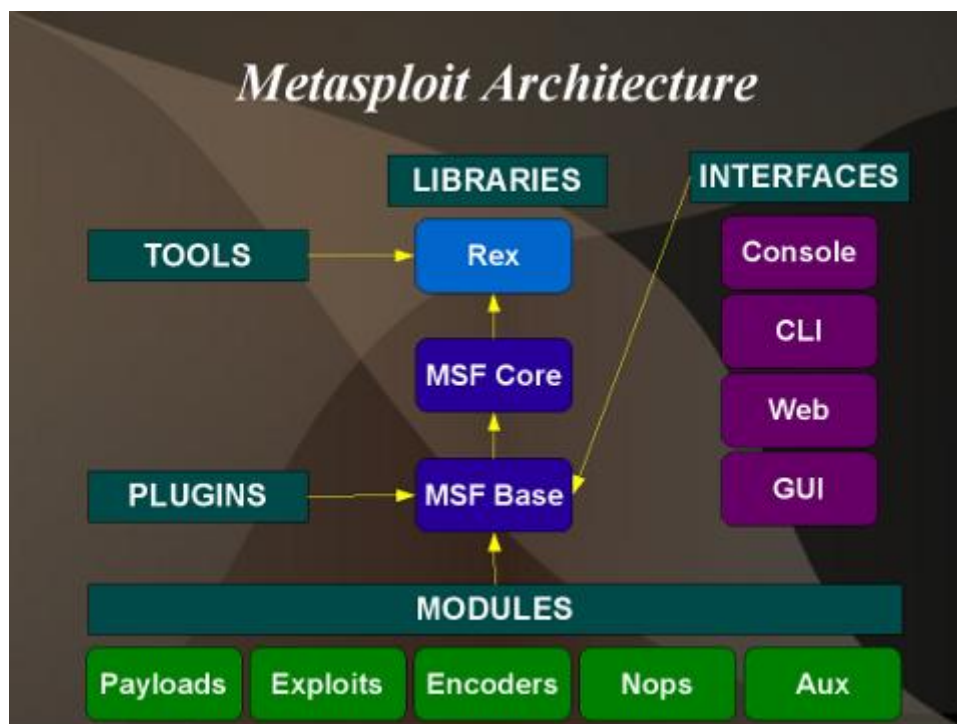 Metasploit Architecture
LIBRARIES
INTERFACES
TOOLS
Rex
Console
MSF Core
CLI
Web
PLUGINS
MSF Base
GUI
MODULES
Payloads
Exploits
Encoders
Nops
Aux